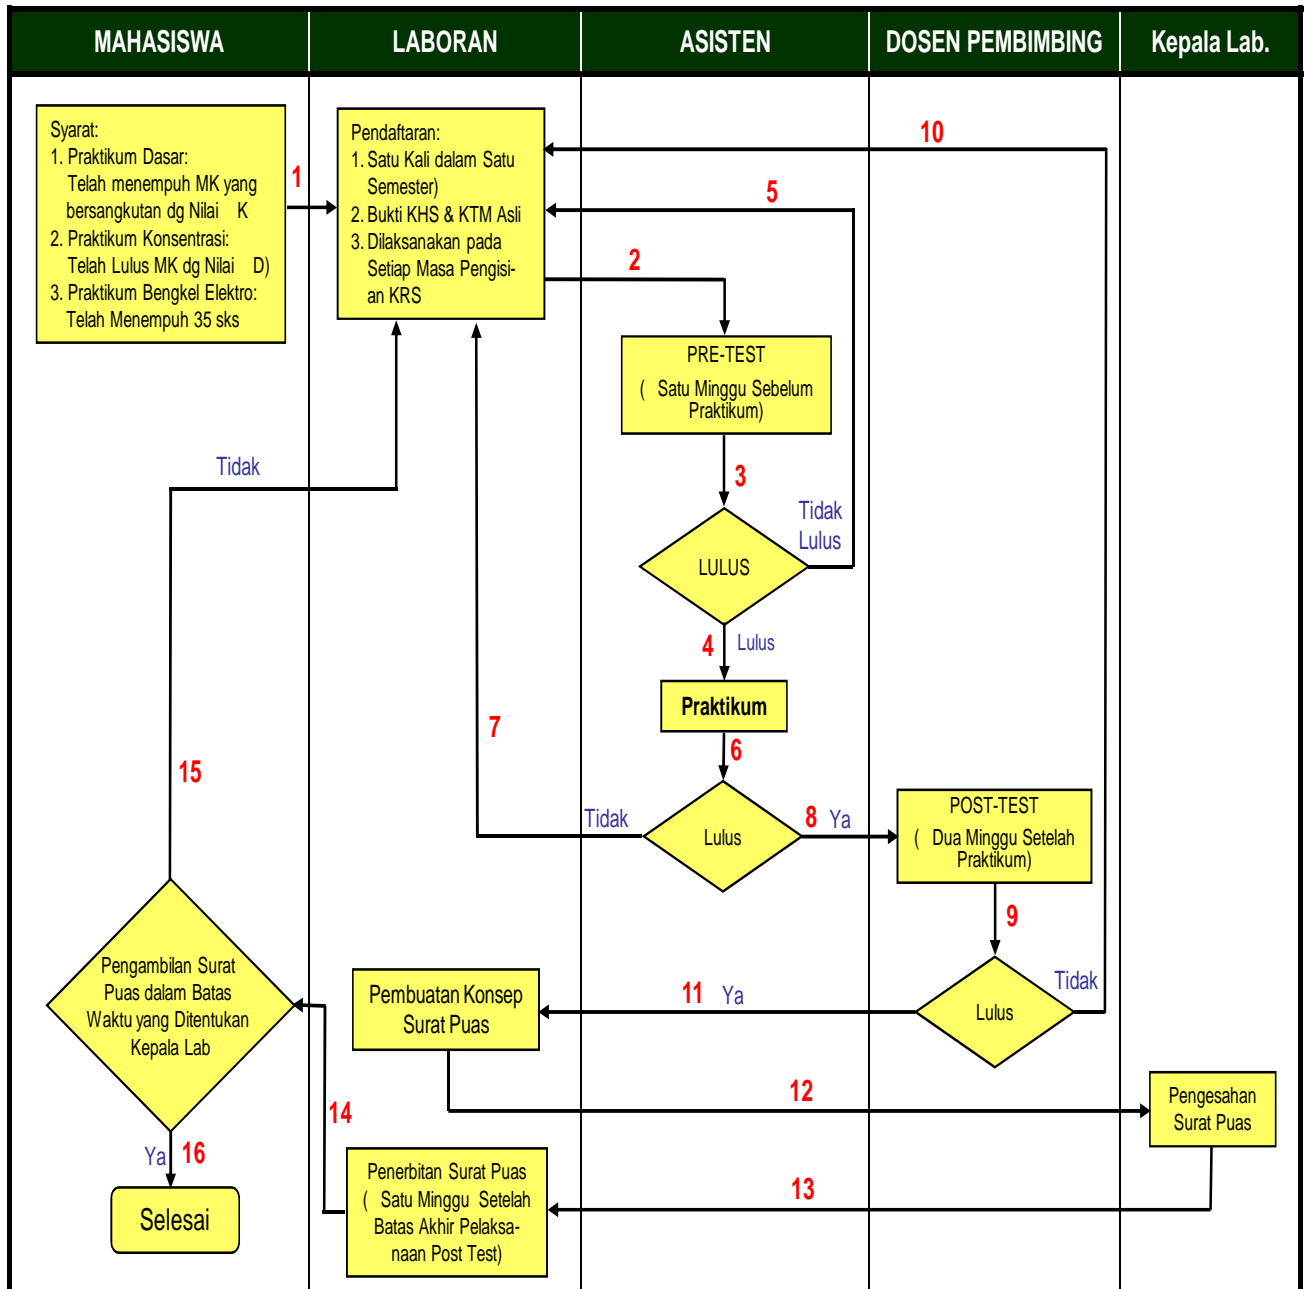 MAHASISWA
LABORAN
ASISTEN
DOSEN PEMBIMBING
Kepala Lab.
Syarat:
1. Praktikum Dasar:
Telah menempuh MK yang
bersangkutan dg Nilai K
2. Praktikum Konsentrasi:
Telah Lulus MK dg Nilai D)
3. Praktikum Bengkel Elektro:
Telah Menempuh 35 sks
1
Pendaftaran:
1. Satu Kali dalam Satu
Semester)
2. Bukti KHS & KTM Asli
3. Dilaksanakan pada
Setiap Masa Pengisi-
an KRS
10
5
2
PRE-TEST
( Satu Minggu Sebelum
Praktikum)
3
Tidak
Tidak
Lulus
LULUS
4
Lulus
Praktikum
7
6
15
Tidak
Lulus
8 Ya
POST-TEST
( Dua Minggu Setelah
Praktikum)
9
Pengambilan Surat
Puas dalam Batas
Waktu yang Ditentukan
Kepala Lab
Pembuatan Konsep
Surat Puas
11 Ya
Lulus
Tidak
12
Pengesahan
Surat Puas
14
Ya 16
Selesai
Penerbitan Surat Puas
( Satu Minggu Setelah
Batas Akhir Pelaksa-
naan Post Test)
13